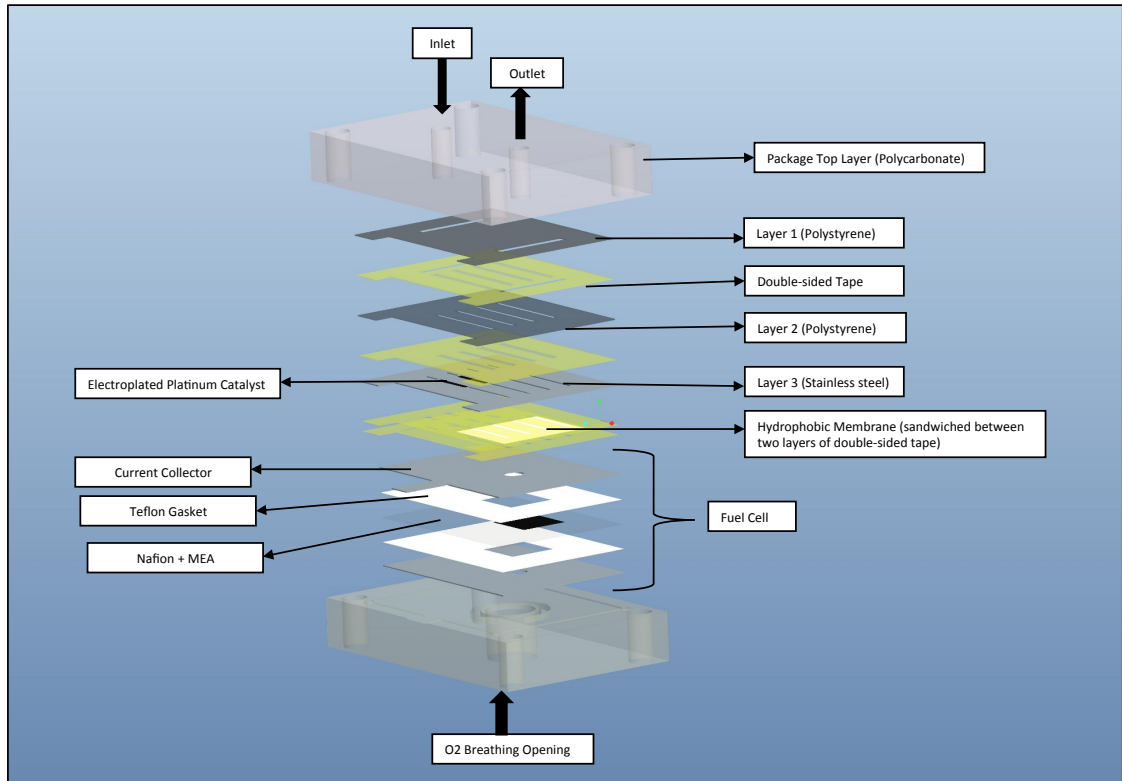 Inlet
Outlet
Package Top Layer (Polycarbonate)
Layer 1 (Polystyrene)
Double-sided Tape
Layer 2 (Polystyrene)
Electroplated Platinum Catalyst
Layer 3 (Stainless steel)
Hydrophobic Membrane (sandwiched between
two layers of double-sided tape)
Current Collector
Teflon Gasket
Fuel Cell
Nafion + MEA
O2 Breathing Opening